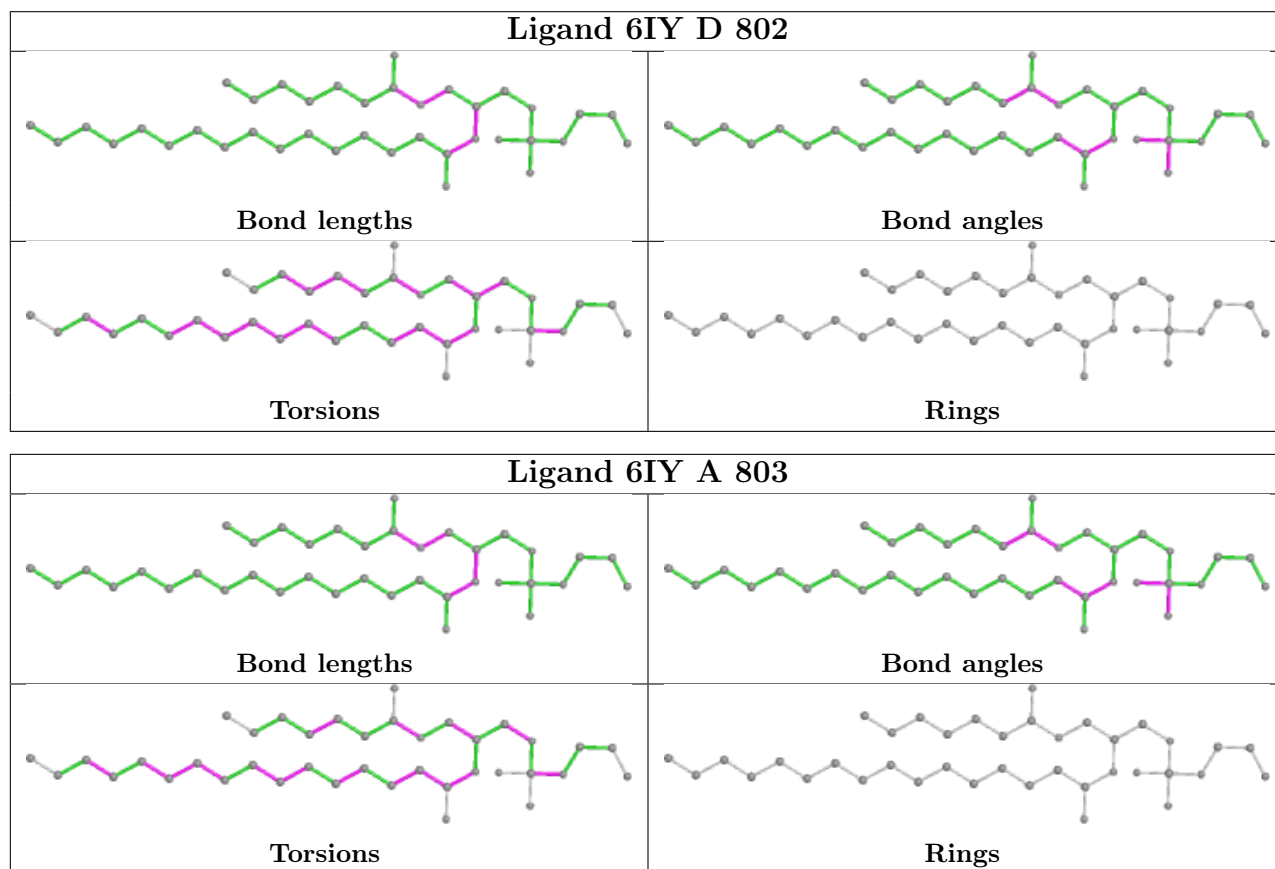 Ligand 6IY D 802
Bond lengths
Bond angles
Torsions
Rings
Ligand 6IY A 803
Bond lengths
Bond angles
Torsions
Rings